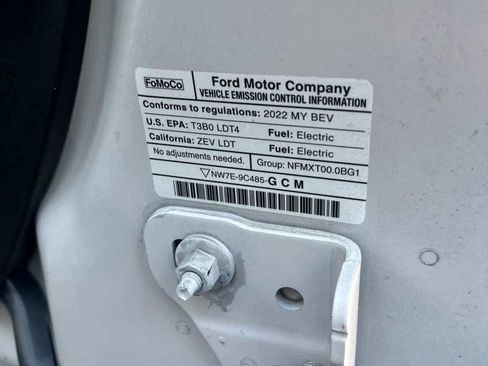 FoMoCo Ford Motor Company
VEHICLE EMISSION CONTROL INFORMATION
Conforms to regulations: 2022 MY BEV
U.S. EPA: T3B0 LDT4 Fuel: Electric
California: ZEV LDT Fuel: Electric
No adjustments needed. Group: NFMXT00.0BG1
NW7E-9C485-G C M